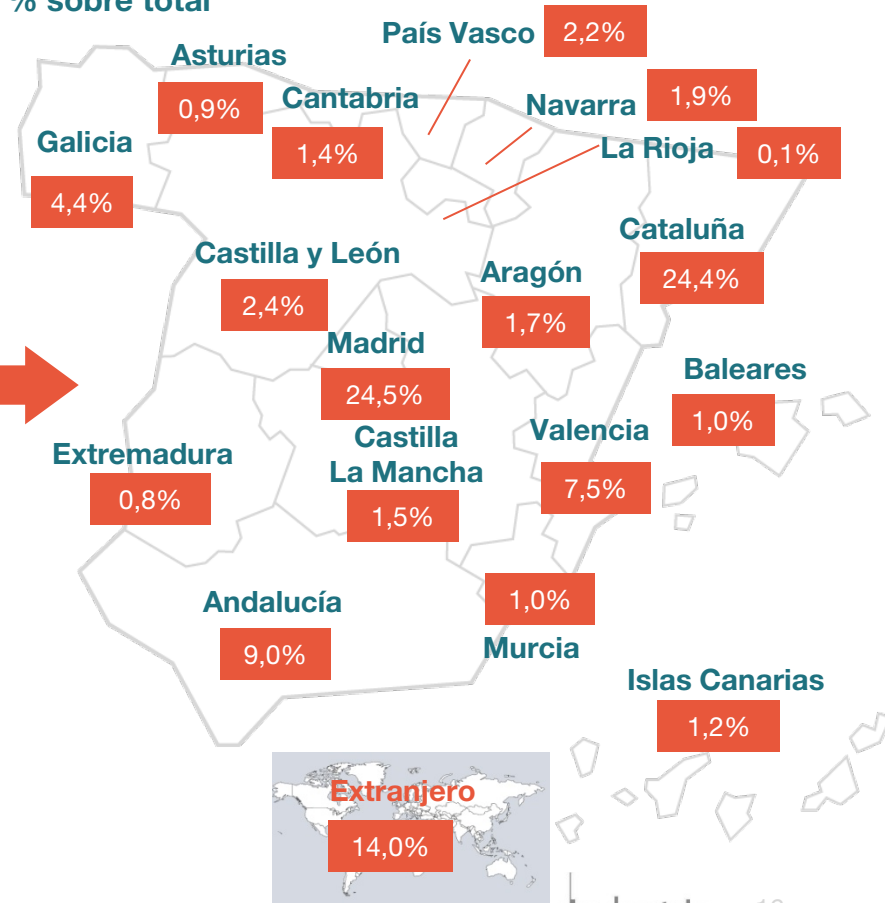 % sobre total
País Vasco
2,2%
Asturias
0,9%
Cantabria
1,4%
Navarra
1,9%
Galicia
4,4%
La Rioja
0,1%
Cataluña
24,4%
Castilla y León
2,4%
Aragón
1,7%
Madrid
24,5%
Baleares
1,0%
Castilla
La Mancha
1,5%
Valencia
7,5%
Extremadura
0,8%
Andalucía
9,0%
1,0%
Murcia
Islas Canarias
1,2%
Extranjero
14,0%